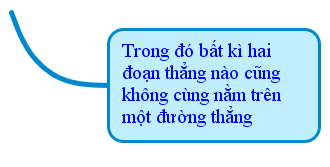 Trong đó bất kì hai
đoạn thẳng nào cũng
không cùng nằm trên
một đường thẳng